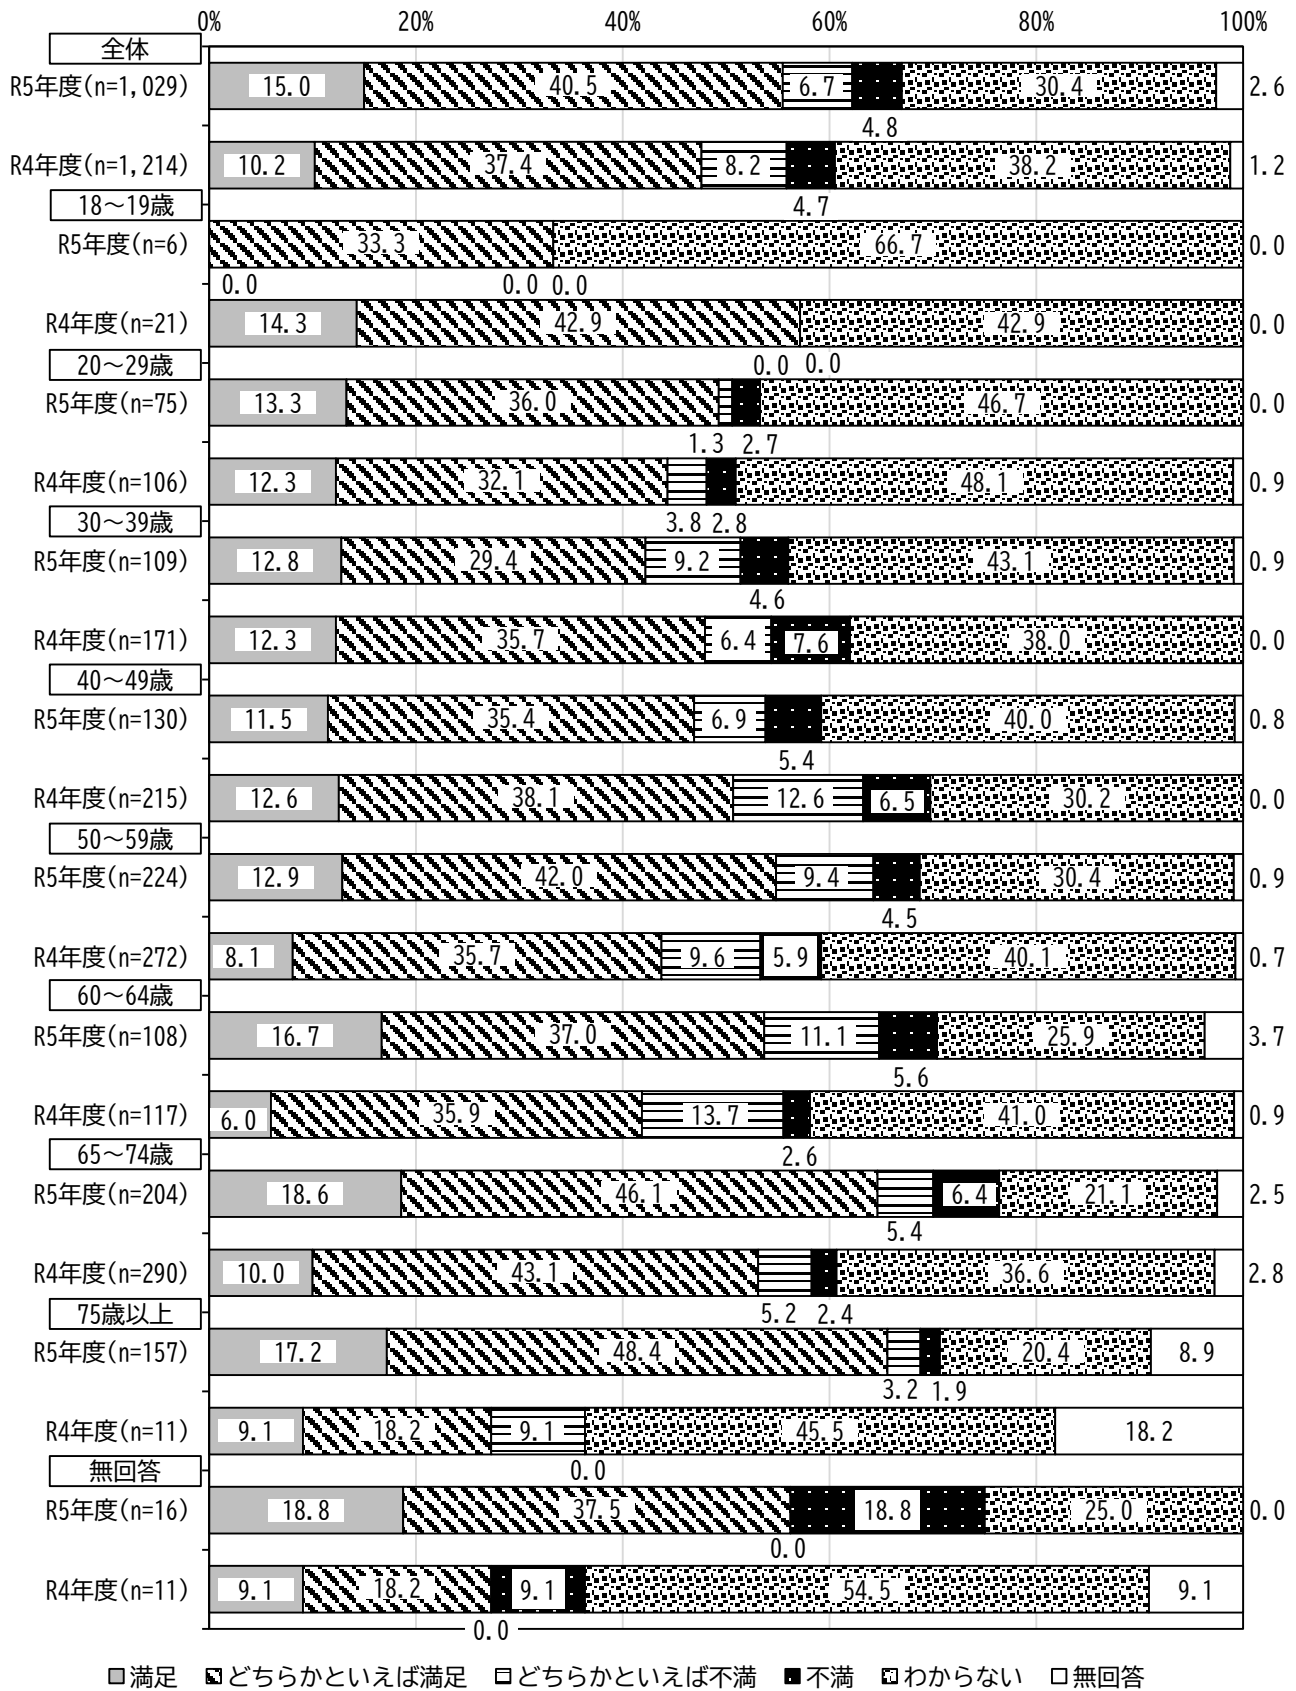 0% 20% 40% 60% 80% 100%
全体
R5年度(n=1,029) 15.0 40.5 6.7 30.4 2.6
4.8
R4年度(n=1,214) 10.2 37.4 8.2 38.2 1.2
18～19歳 4.7
R5年度(n=6) 33.3 66.7 0.0
0.0 0.0 0.0
R4年度(n=21) 14.3 42.9 42.9 0.0
20～29歳 0.0 0.0
R5年度(n=75) 13.3 36.0 46.7 0.0
1.3 2.7
R4年度(n=106) 12.3 32.1 48.1 0.9
30～39歳 3.8 2.8
R5年度(n=109) 12.8 29.4 9.2 43.1 0.9
4.6
R4年度(n=171) 12.3 35.7 6.4 7.6 38.0 0.0
40～49歳
R5年度(n=130) 11.5 35.4 6.9 40.0 0.8
5.4
R4年度(n=215) 12.6 38.1 12.6 6.5 30.2 0.0
50～59歳
R5年度(n=224) 12.9 42.0 9.4 30.4 0.9
4.5
R4年度(n=272) 8.1 35.7 9.6 5.9 40.1 0.7
60～64歳
R5年度(n=108) 16.7 37.0 11.1 25.9 3.7
5.6
R4年度(n=117) 6.0 35.9 13.7 41.0 0.9
65～74歳 2.6
R5年度(n=204) 18.6 46.1 6.4 21.1 2.5
5.4
R4年度(n=290) 10.0 43.1 36.6 2.8
75歳以上 5.2 2.4
R5年度(n=157) 17.2 48.4 20.4 8.9
3.2 1.9
R4年度(n=11) 9.1 18.2 9.1 45.5 18.2
無回答 0.0
R5年度(n=16) 18.8 37.5 18.8 25.0 0.0
0.0
R4年度(n=11) 9.1 18.2 9.1 54.5 9.1
0.0
満足 どちらかといえば満足 どちらかといえば不満 不満 わからない 無回答